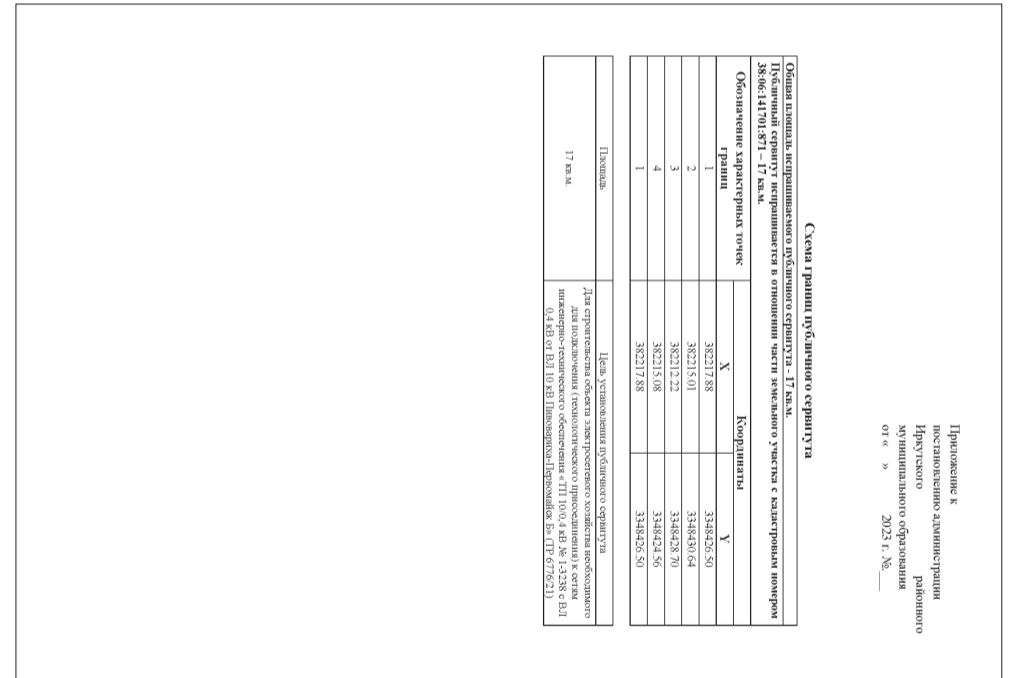 Приложение к
постановлению администрации
Иркутского районного
муниципального образования
от « » 2023 г. №___
Схема границ публичного сервитута
Общая площадь испрашиваемого публичного сервитута - 17 кв.м.
Публичный сервитут испрашивается в отношении части земельного участка с кадастровым номером
38:06:141701:871 – 17 кв.м.
Обозначение характерных точек
границ
Координаты
X Y
1 382217.88 3348426.50
2 382215.01 3348430.64
3 382212.22 3348428.70
4 382215.08 3348424.56
1 382217.88 3348426.50
Площадь Цель установления публичного сервитута
17 кв.м.
Для строительства объекта электросетевого хозяйства необходимого
для подключения (технологического присоединения) к сетям
инженерно-технического обеспечения «ТП 10/0,4 кВ № 1-3238 с ВЛ
0,4 кВ от ВЛ 10 кВ Пивовариха-Первомайск Б» (ТР 6776/21)